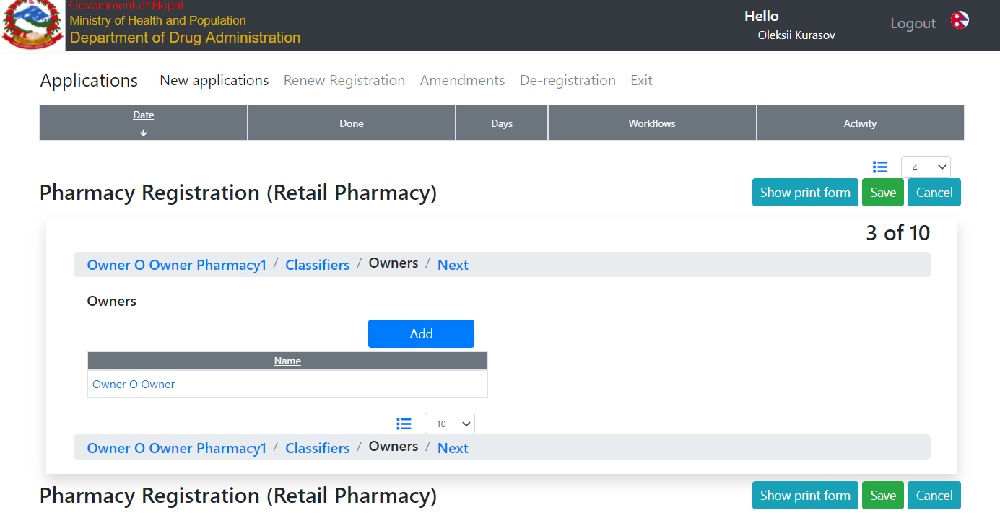 Government of Nepal
Ministry of Health and Population
Department of Drug Administration
Hello
Oleksii Kurasov
Logout
Applications New applications Renew Registration Amendments De-registration Exit
Date Done Days Workflows Activity
4
Pharmacy Registration (Retail Pharmacy) Show print form Save Cancel
3 of 10
Owner O Owner Pharmacy1 / Classifiers / Owners / Next
Owners
Add
Name
Owner O Owner
10
Owner O Owner Pharmacy1 / Classifiers / Owners / Next
Pharmacy Registration (Retail Pharmacy) Show print form Save Cancel